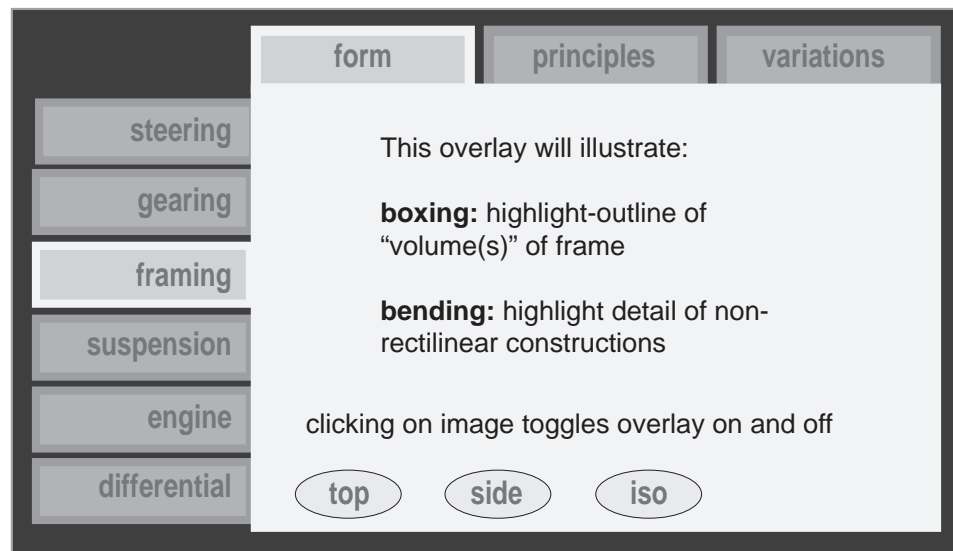 form
principles
variations
steering
gearing
framing
suspension
engine
differential
This overlay will illustrate:
boxing: highlight-outline of
“volume(s)” of frame
bending: highlight detail of non-
rectilinear constructions
clicking on image toggles overlay on and off
top
side
iso